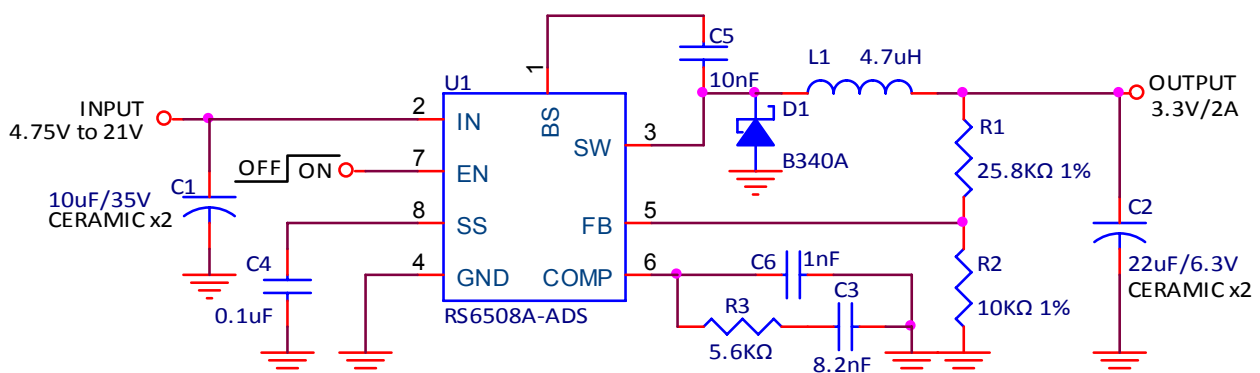 INPUT
4.75V to 21V
C1
10uF/35V
CERAMIC x2
OFF
ON
C4
0.1uF
U1
1
BS
2
IN
7
EN
8
SS
4
GND
SW
3
FB
5
COMP
6
RS6508A-ADS
C5
10nF
D1
B340A
L1
4.7uH
OUTPUT
3.3V/2A
R1
25.8KΩ 1%
R2
10KΩ 1%
C2
22uF/6.3V
CERAMIC x2
C6
1nF
R3
5.6KΩ
C3
8.2nF